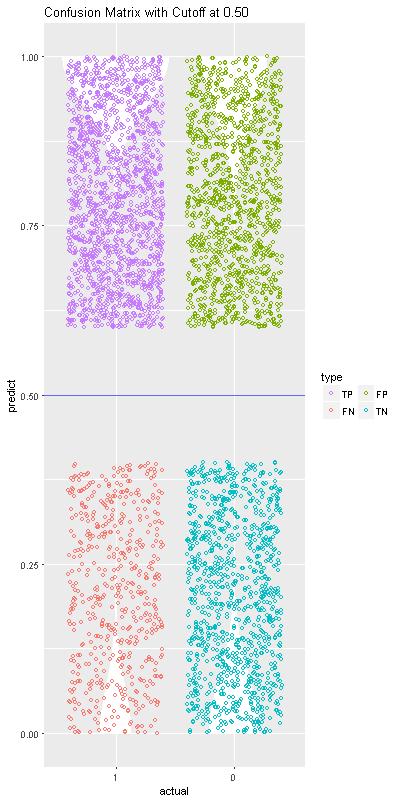 Confusion Matrix with Cutoff at 0.50
1.00
0.75
0.50
0.25
0.00
predict
1 0
actual
type
TP FP
FN TN